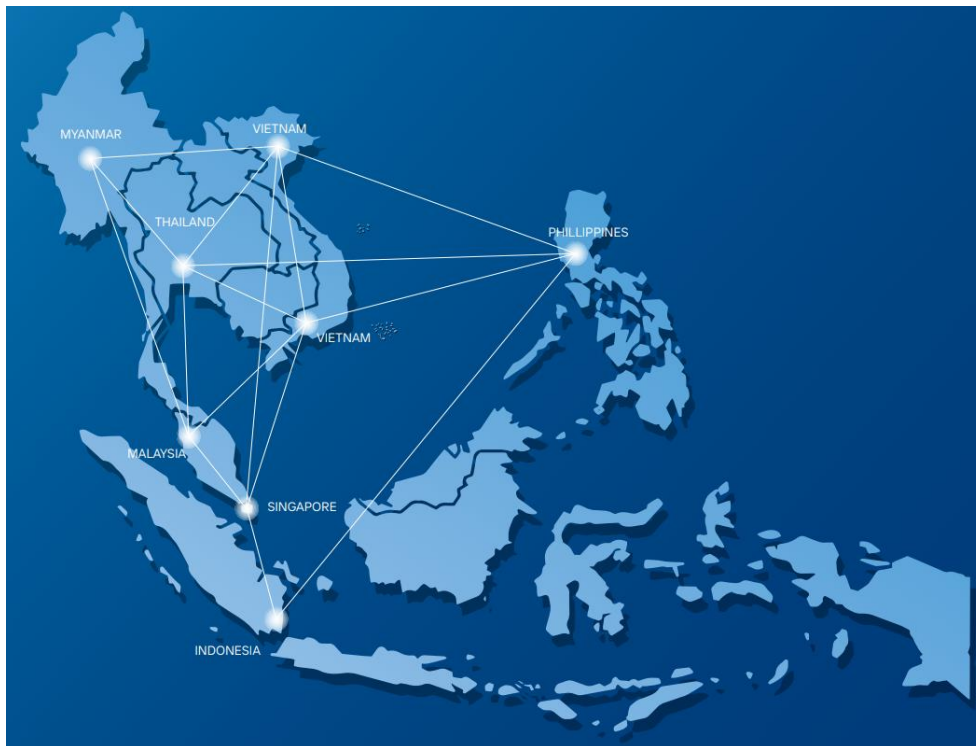 MYANMAR
VIETNAM
THAILAND
PHILLIPPINES
VIETNAM
MALAYSIA
SINGAPORE
INDONESIA